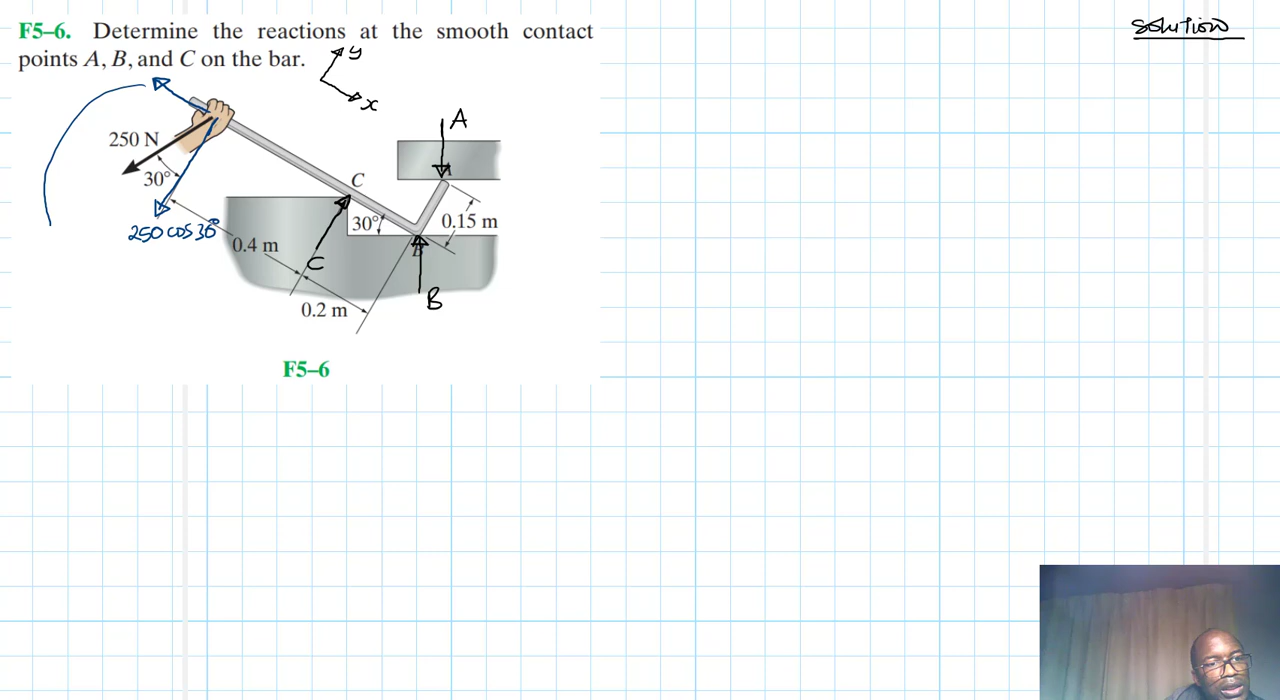 F5–6. Determine the reactions at the smooth contact
points A, B, and C on the bar.
solution
y
x
A
250 N
30°
C
250 cos 30°
30°
0.15 m
0.4 m
C
B
B
0.2 m
F5–6